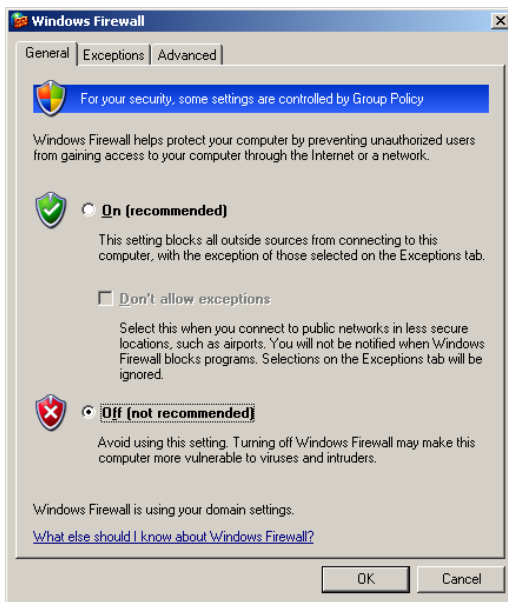 Windows Firewall
General Exceptions Advanced
For your security, some settings are controlled by Group Policy
Windows Firewall helps protect your computer by preventing unauthorized users
from gaining access to your computer through the Internet or a network.
On (recommended)
This setting blocks all outside sources from connecting to this
computer, with the exception of those selected on the Exceptions tab.
Don't allow exceptions
Select this when you connect to public networks in less secure
locations, such as airports. You will not be notified when Windows
Firewall blocks programs. Selections on the Exceptions tab will be
ignored.
Off (not recommended)
Avoid using this setting. Turning off Windows Firewall may make this
computer more vulnerable to viruses and intruders.
Windows Firewall is using your domain settings.
What else should I know about Windows Firewall?
OK Cancel